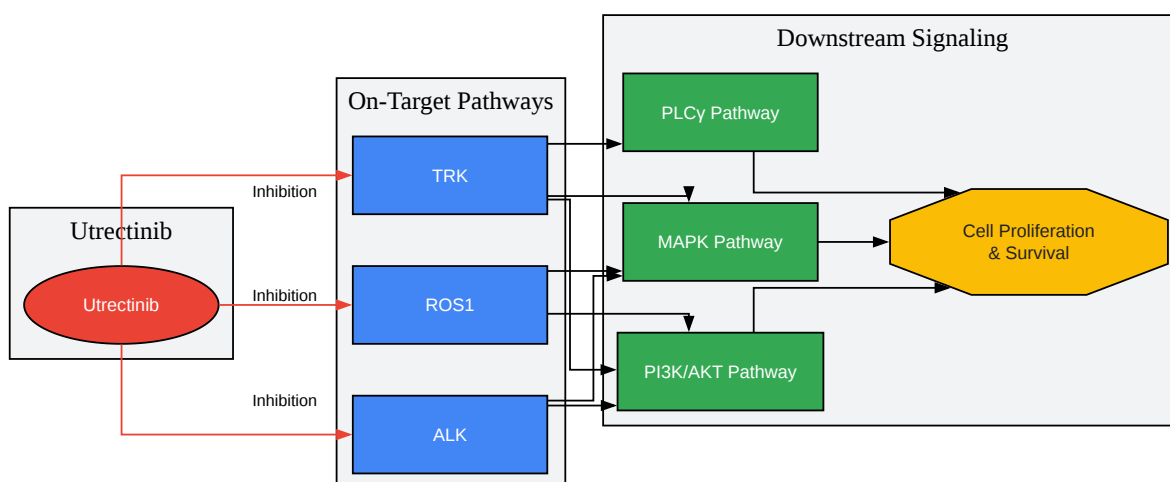 Downstream Signaling
On-Target Pathways
PLCγ Pathway
TRK
Inhibition
Utrectinib
MAPK Pathway
Cell Proliferation
& Survival
Utrectinib
Inhibition
ROS1
PI3K/AKT Pathway
Inhibition
ALK